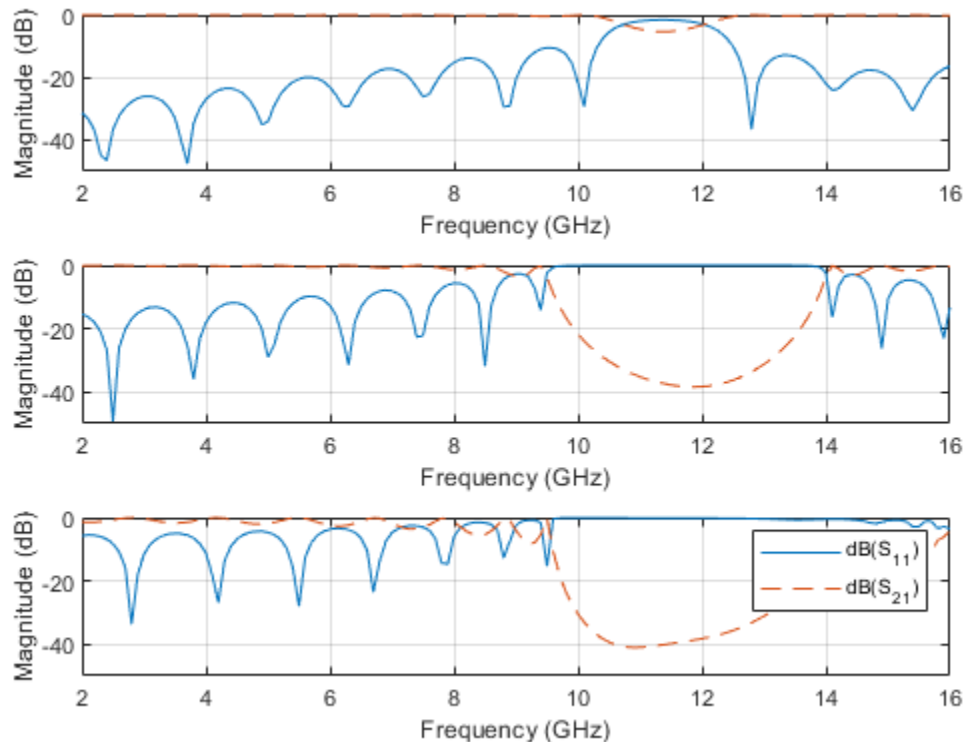 Magnitude (dB)
0
-20
-40
2 4 6 8 10 12 14 16
Frequency (GHz)
Magnitude (dB)
0
-20
-40
2 4 6 8 10 12 14 16
Frequency (GHz)
Magnitude (dB)
0
-20
-40
dB(S₁₁)
dB(S₂₁)
2 4 6 8 10 12 14 16
Frequency (GHz)